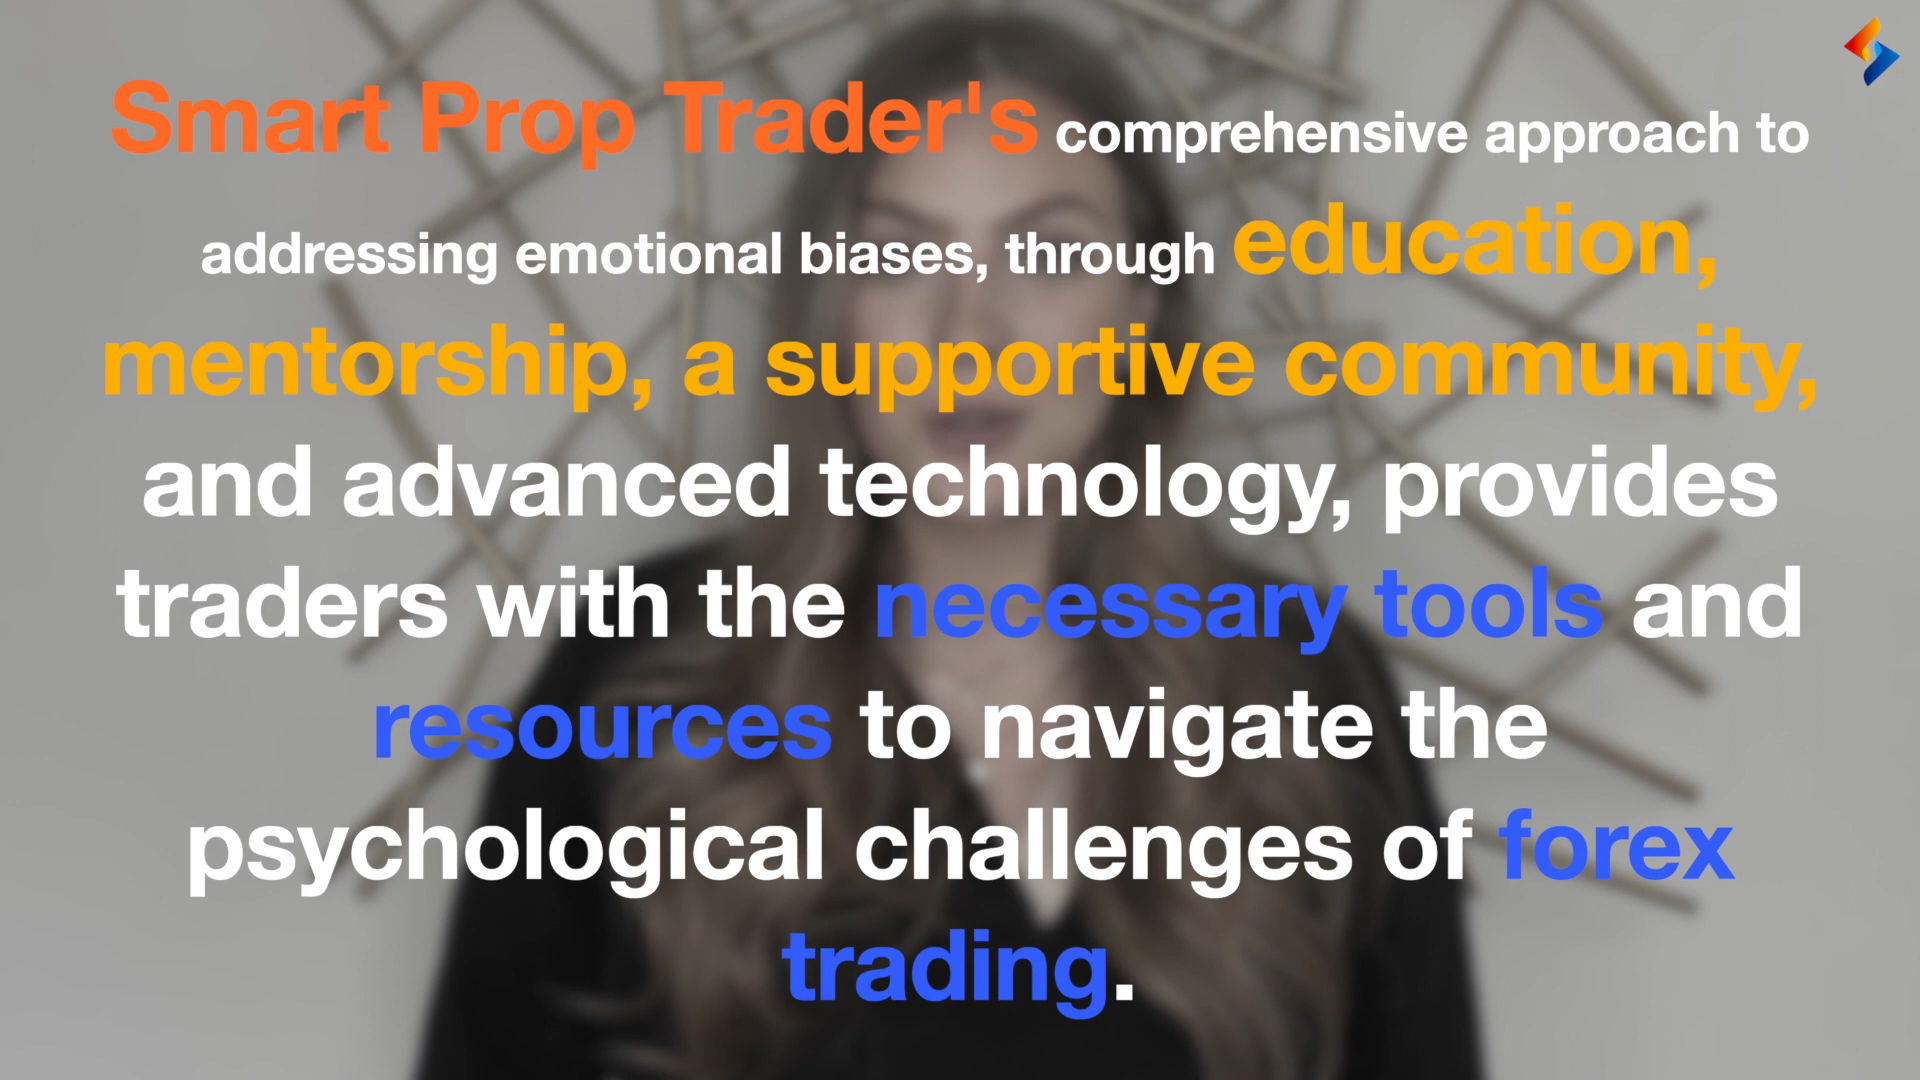 Smart Prop Trader's comprehensive approach to
addressing emotional biases, through education,
mentorship, a supportive community,
and advanced technology, provides
traders with the necessary tools and
resources to navigate the
psychological challenges of forex
trading.